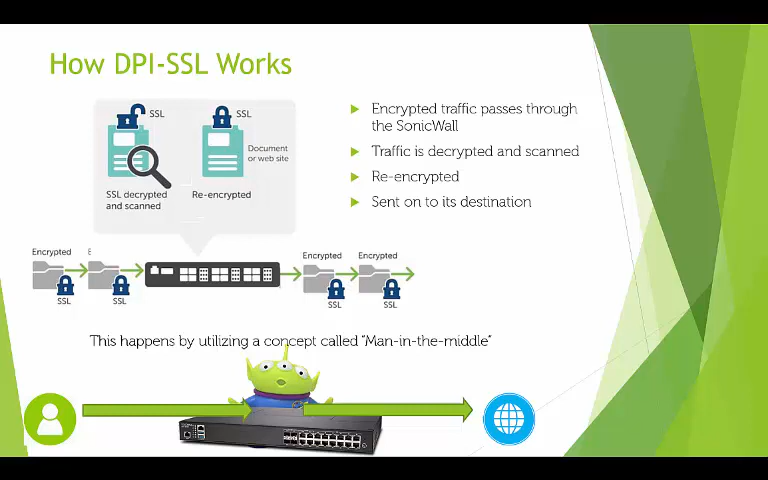 How DPI-SSL Works
SSL
SSL
Document
or web site
SSL decrypted
and scanned
Re-encrypted
Encrypted traffic passes through
the SonicWall
Traffic is decrypted and scanned
Re-encrypted
Sent on to its destination
Encrypted
E
Encrypted
Encrypted
SSL
SSL
SSL
SSL
This happens by utilizing a concept called “Man-in-the-middle”